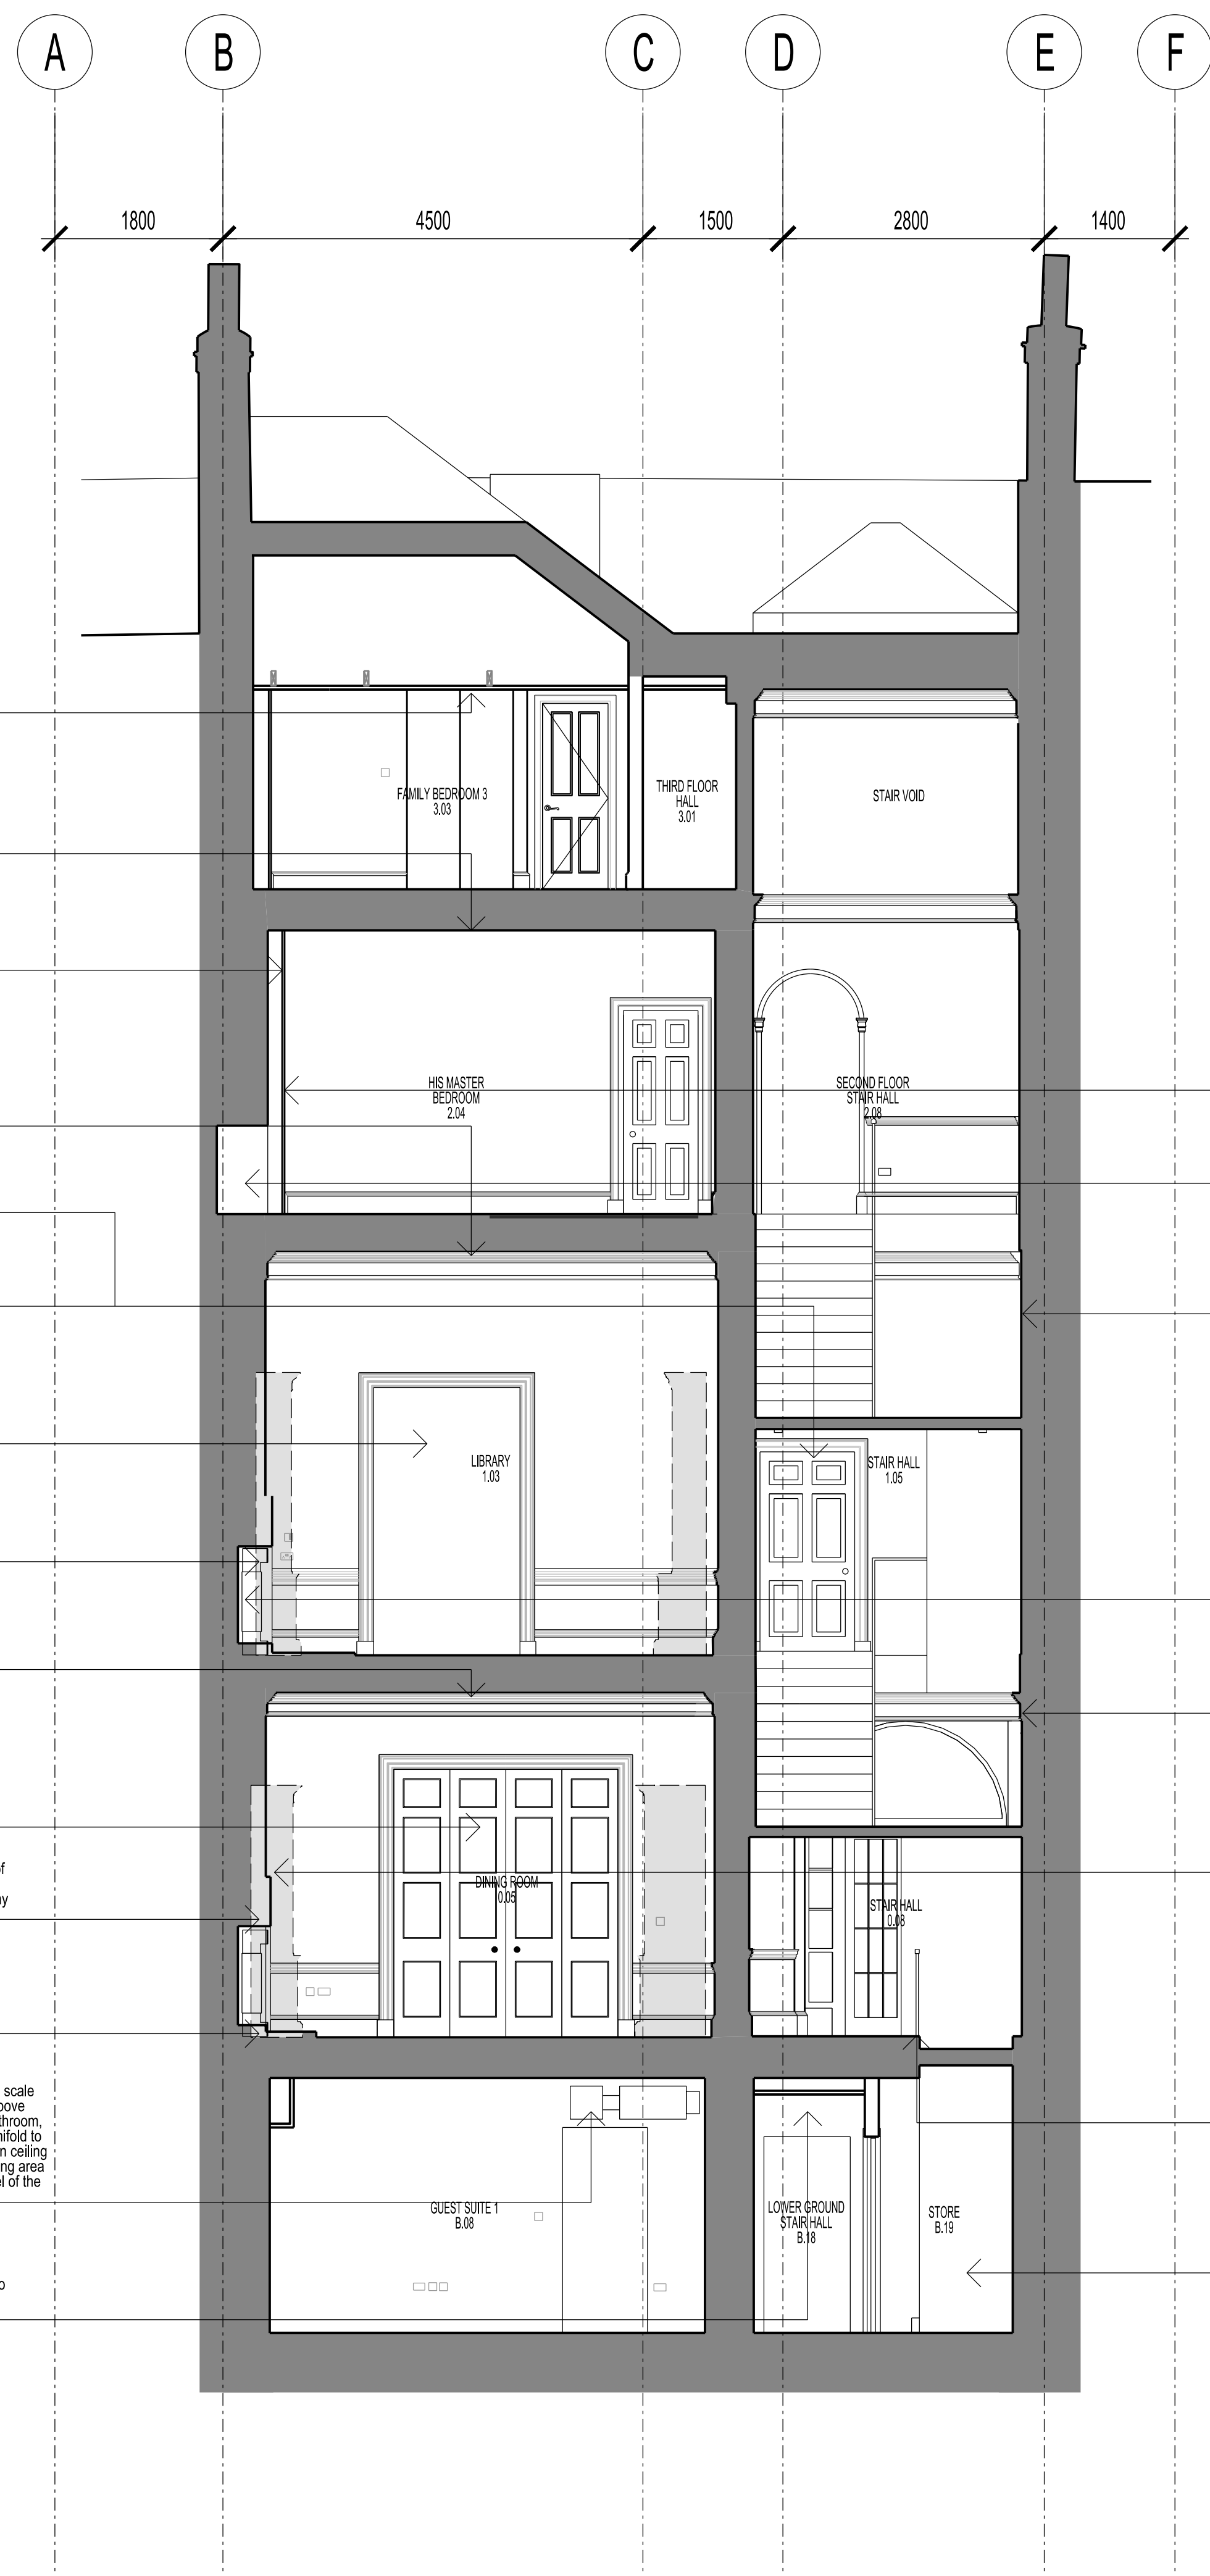 A
B
C
D
E
F
1800
4500
1500
2800
1400
FAMILY BEDROOM 3
3.03
THIRD FLOOR
HALL
3.01
STAIR VOID
HIS MASTER
BEDROOM
2.04
SECOND FLOOR
STAIR HALL
2.08
LIBRARY
1.03
STAIR HALL
1.05
DINING ROOM
0.05
STAIR HALL
0.08
scale
throom,
nifold to
n ceiling
ng area
el of the
GUEST SUITE 1
B.08
LOWER GROUND
STAIR HALL
B.18
STORE
B.19